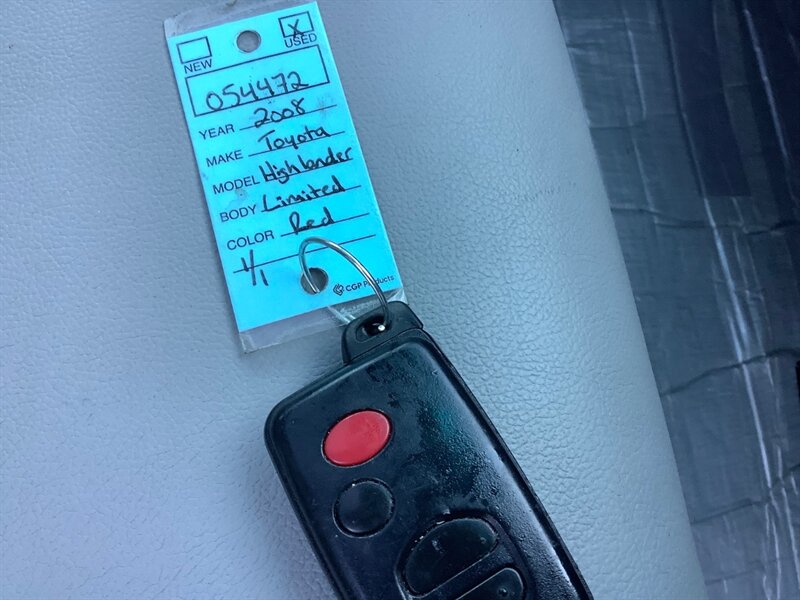 NEW X USED
054472
YEAR 2008
MAKE Toyota
MODEL Highlander
BODY Limited
COLOR Red
1/1
CGP Products